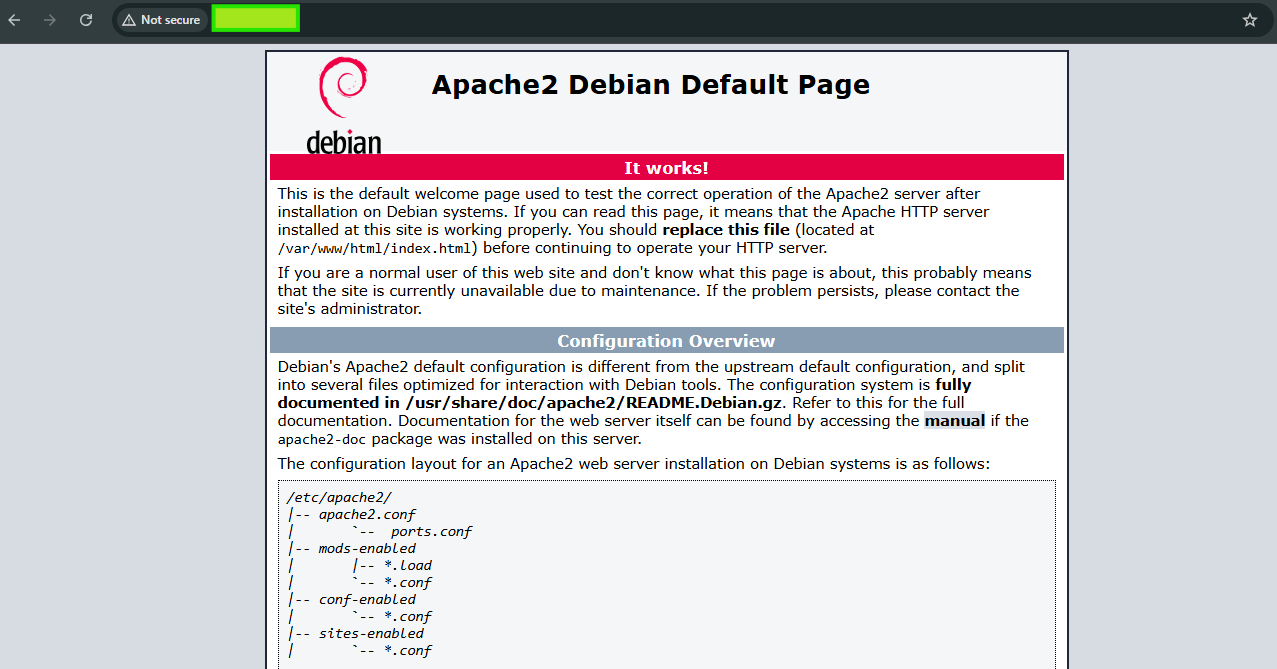 Not secure
debian
Apache2 Debian Default Page
It works!
This is the default welcome page used to test the correct operation of the Apache2 server after
installation on Debian systems. If you can read this page, it means that the Apache HTTP server
installed at this site is working properly. You should replace this file (located at
/var/www/html/index.html) before continuing to operate your HTTP server.
If you are a normal user of this web site and don't know what this page is about, this probably means
that the site is currently unavailable due to maintenance. If the problem persists, please contact the
site's administrator.
Configuration Overview
Debian's Apache2 default configuration is different from the upstream default configuration, and split
into several files optimized for interaction with Debian tools. The configuration system is fully
documented in /usr/share/doc/apache2/README.Debian.gz. Refer to this for the full
documentation. Documentation for the web server itself can be found by accessing the manual if the
apache2-doc package was installed on this server.
The configuration layout for an Apache2 web server installation on Debian systems is as follows:
/etc/apache2/
|-- apache2.conf
|       `--  ports.conf
|-- mods-enabled
|       |-- *.load
|       `-- *.conf
|-- conf-enabled
|       `-- *.conf
|-- sites-enabled
|       `-- *.conf